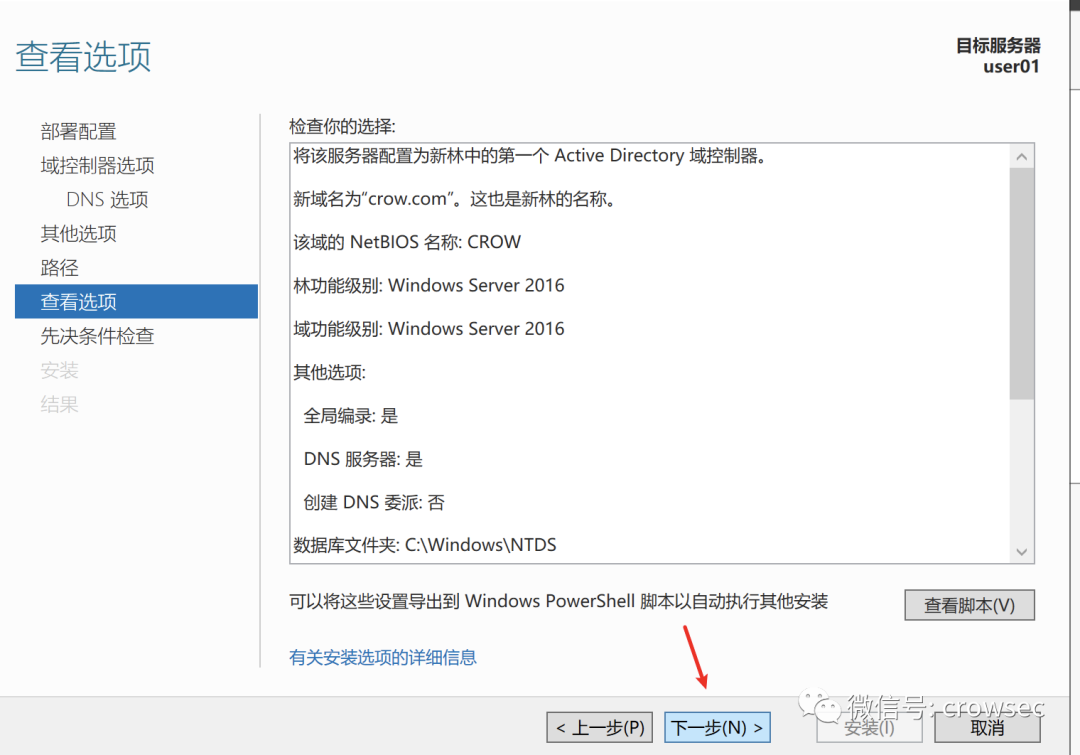 查看选项
目标服务器
user01
部署配置
域控制器选项
DNS 选项
其他选项
路径
查看选项
先决条件检查
安装
结果
检查你的选择:
将该服务器配置为新林中的第一个 Active Directory 域控制器。
新域名为“crow.com”。这也是新林的名称。
该域的 NetBIOS 名称: CROW
林功能级别: Windows Server 2016
域功能级别: Windows Server 2016
其他选项:
全局编录: 是
DNS 服务器: 是
创建 DNS 委派: 否
数据库文件夹: C:\Windows\NTDS
可以将这些设置导出到 Windows PowerShell 脚本以自动执行其他安装
查看脚本(V)
有关安装选项的详细信息
微信号: crowsec
< 上一步(P)
下一步(N) >
安装(I)
取消